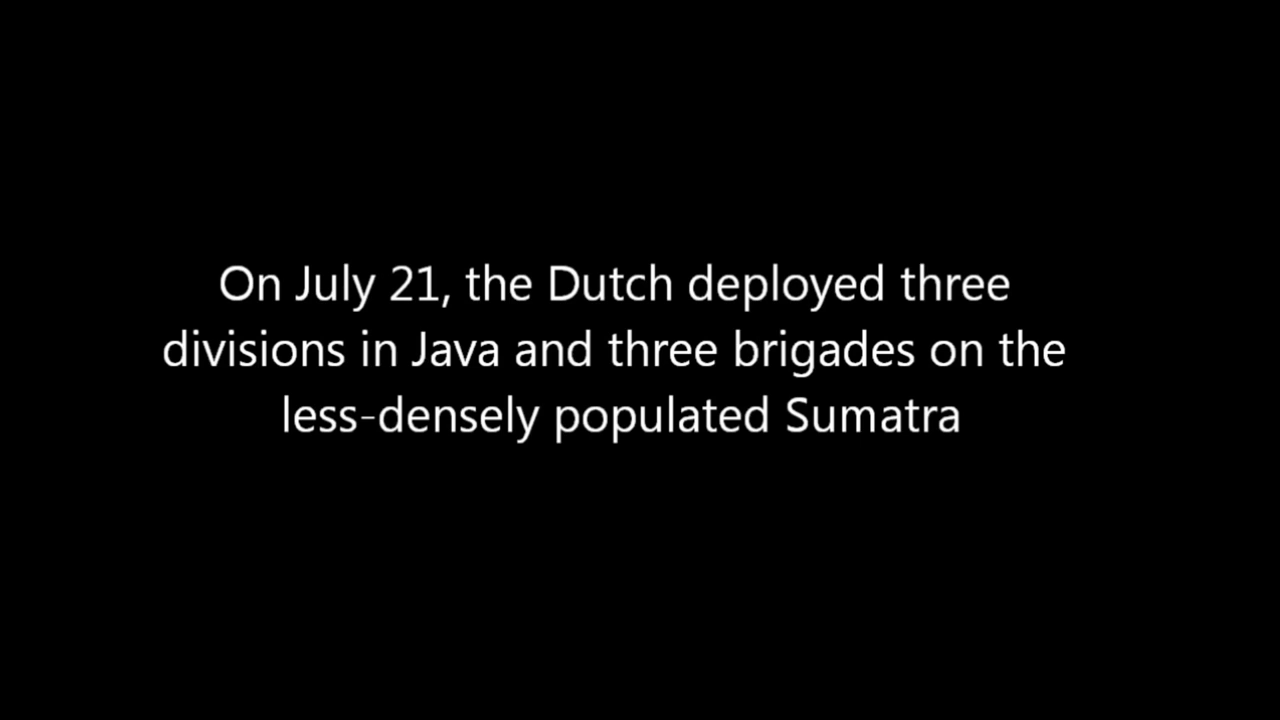 On July 21, the Dutch deployed three
divisions in Java and three brigades on the
less-densely populated Sumatra